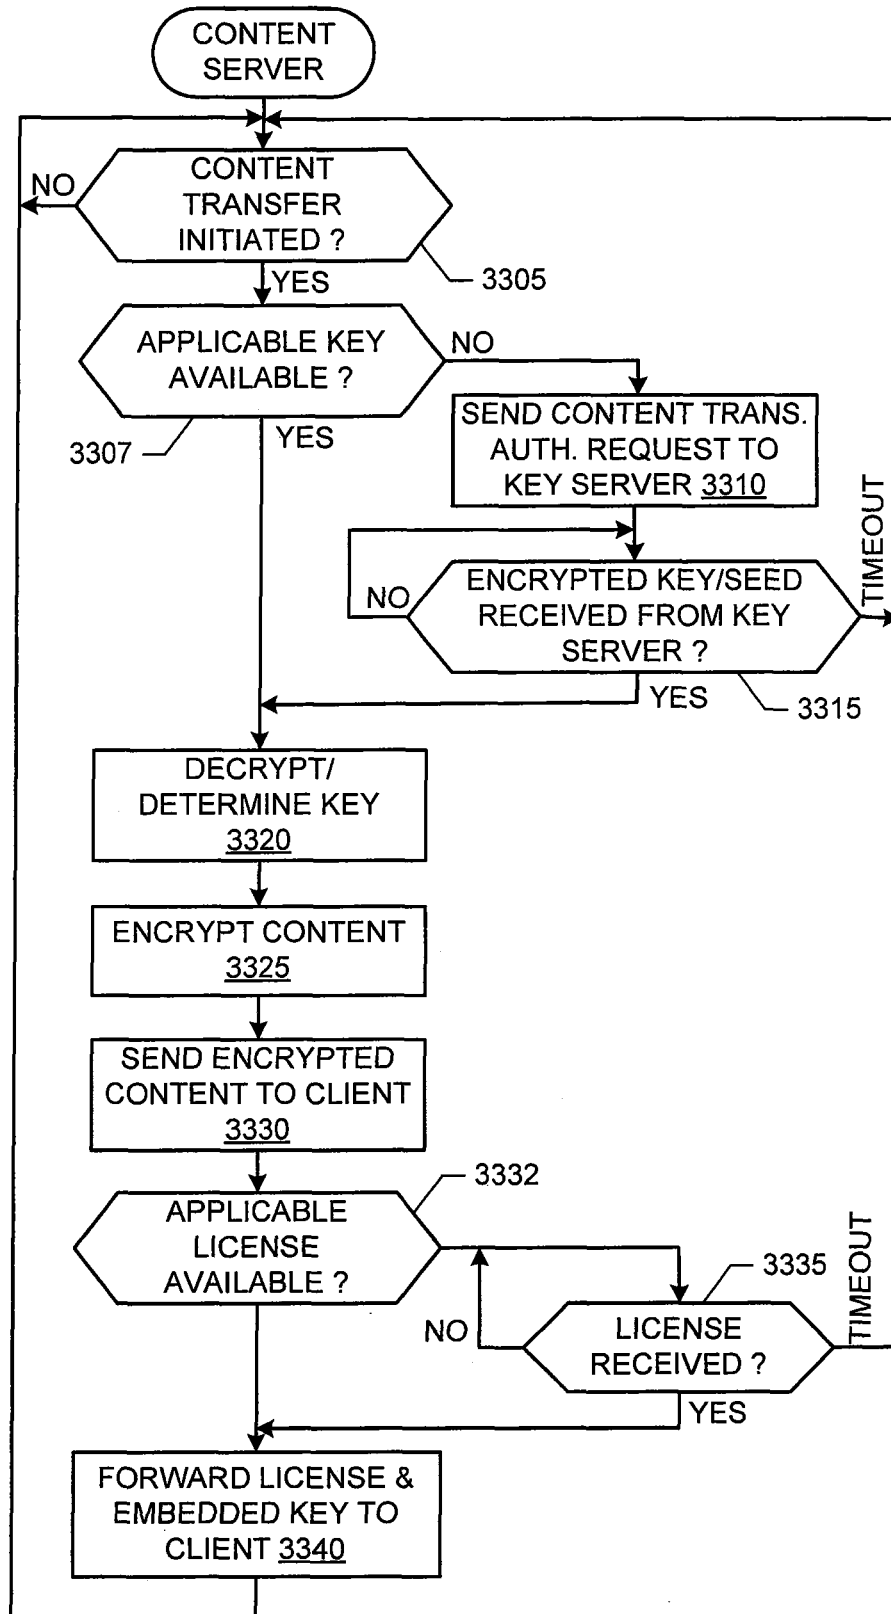 CONTENT
SERVER
CONTENT
TRANSFER
INITIATED ?
NO
3305
YES
APPLICABLE KEY
AVAILABLE ?
NO
3307
YES
SEND CONTENT TRANS.
AUTH. REQUEST TO
KEY SERVER 3310
TIMEOUT
ENCRYPTED KEY/SEED
RECEIVED FROM KEY
SERVER ?
NO
YES
3315
DECRYPT/
DETERMINE KEY
3320
ENCRYPT CONTENT
3325
SEND ENCRYPTED
CONTENT TO CLIENT
3330
3332
APPLICABLE
LICENSE
AVAILABLE ?
3335
TIMEOUT
NO
LICENSE
RECEIVED ?
YES
FORWARD LICENSE &
EMBEDDED KEY TO
CLIENT 3340